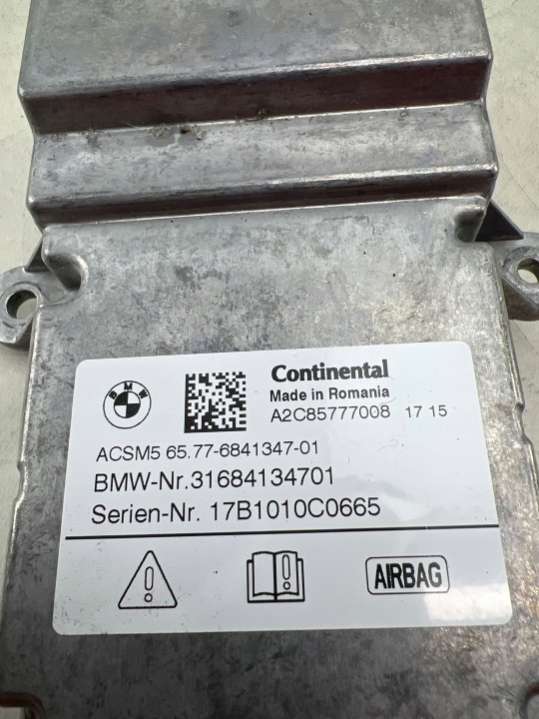 BMW
Continental
Made in Romania
A2C85777008 17 15
ACSM5 65.77-6841347-01
BMW-Nr.31684134701
Serien-Nr. 17B1010C0665
AIRBAG